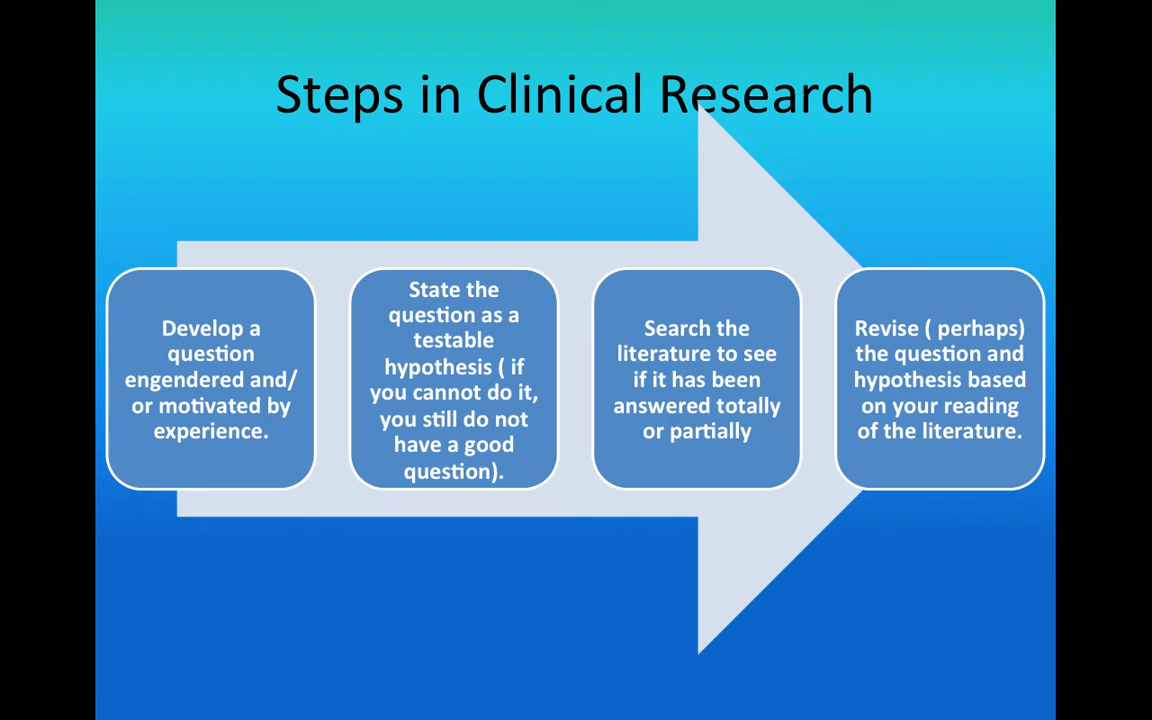 Steps in Clinical Research
Develop a
question
engendered and/
or motivated by
experience.
State the
question as a
testable
hypothesis ( if
you cannot do it,
you still do not
have a good
question).
Search the
literature to see
if it has been
answered totally
or partially
Revise ( perhaps)
the question and
hypothesis based
on your reading
of the literature.